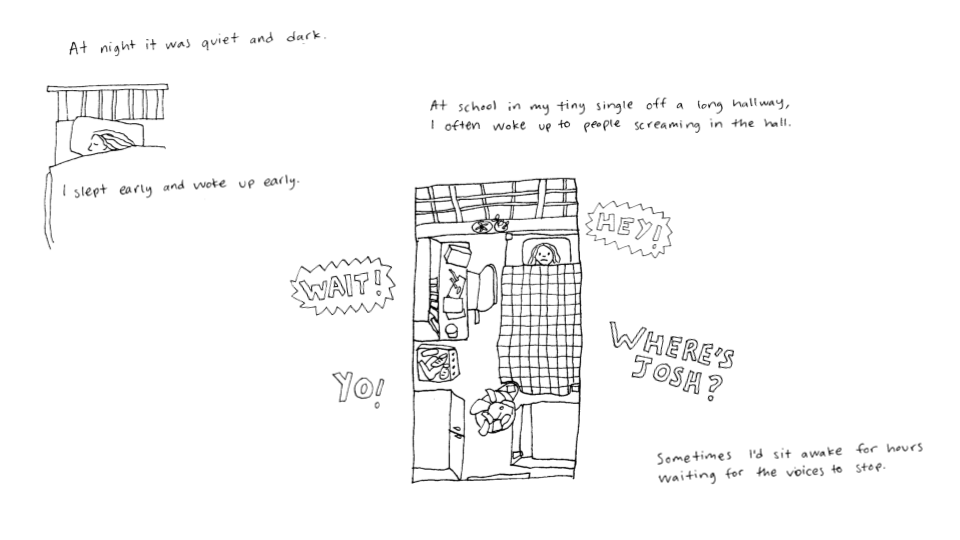 At night it was quiet and dark.
I slept early and woke up early.
At school in my tiny single off a long hallway,
I often woke up to people screaming in the hall.
HEY!
WAIT!
WHERE'S
JOSH?
YO!
Sometimes I'd sit awake for hours
waiting for the voices to stop.